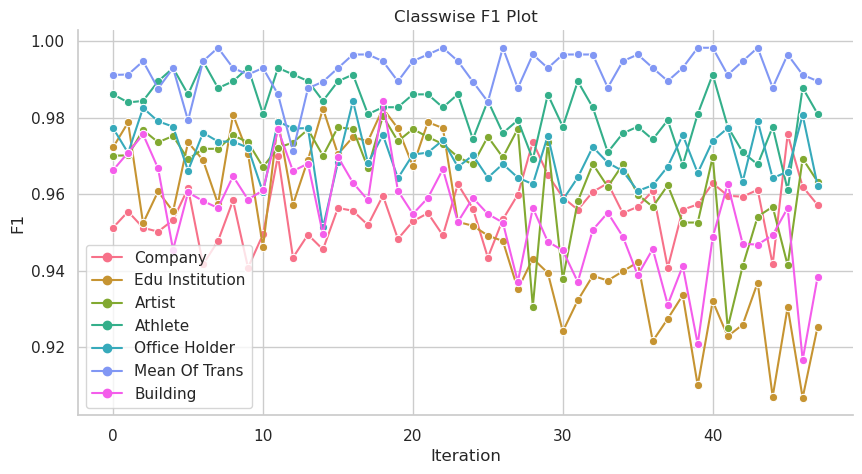 Classwise F1 Plot
1.00
0.98
0.96
0.94
0.92
F1
Company
Edu Institution
Artist
Athlete
Office Holder
Mean Of Trans
Building
0
10
20
30
40
Iteration